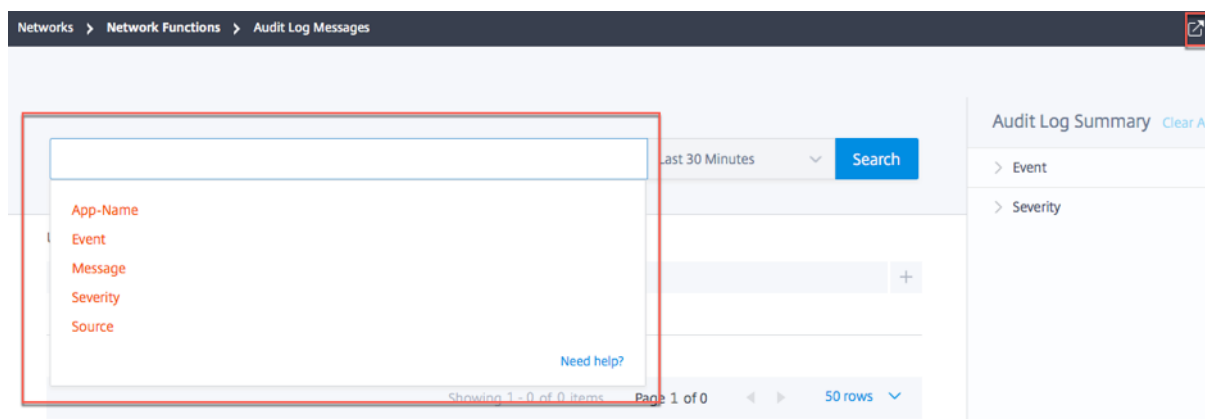 Networks > Network Functions > Audit Log Messages
Audit Log Summary Clear A
Last 30 Minutes Search
> Event
> Severity
App-Name
Event
Message
Severity
Source
Need help?
Showing 1 - 0 of 0 items Page 1 of 0 50 rows